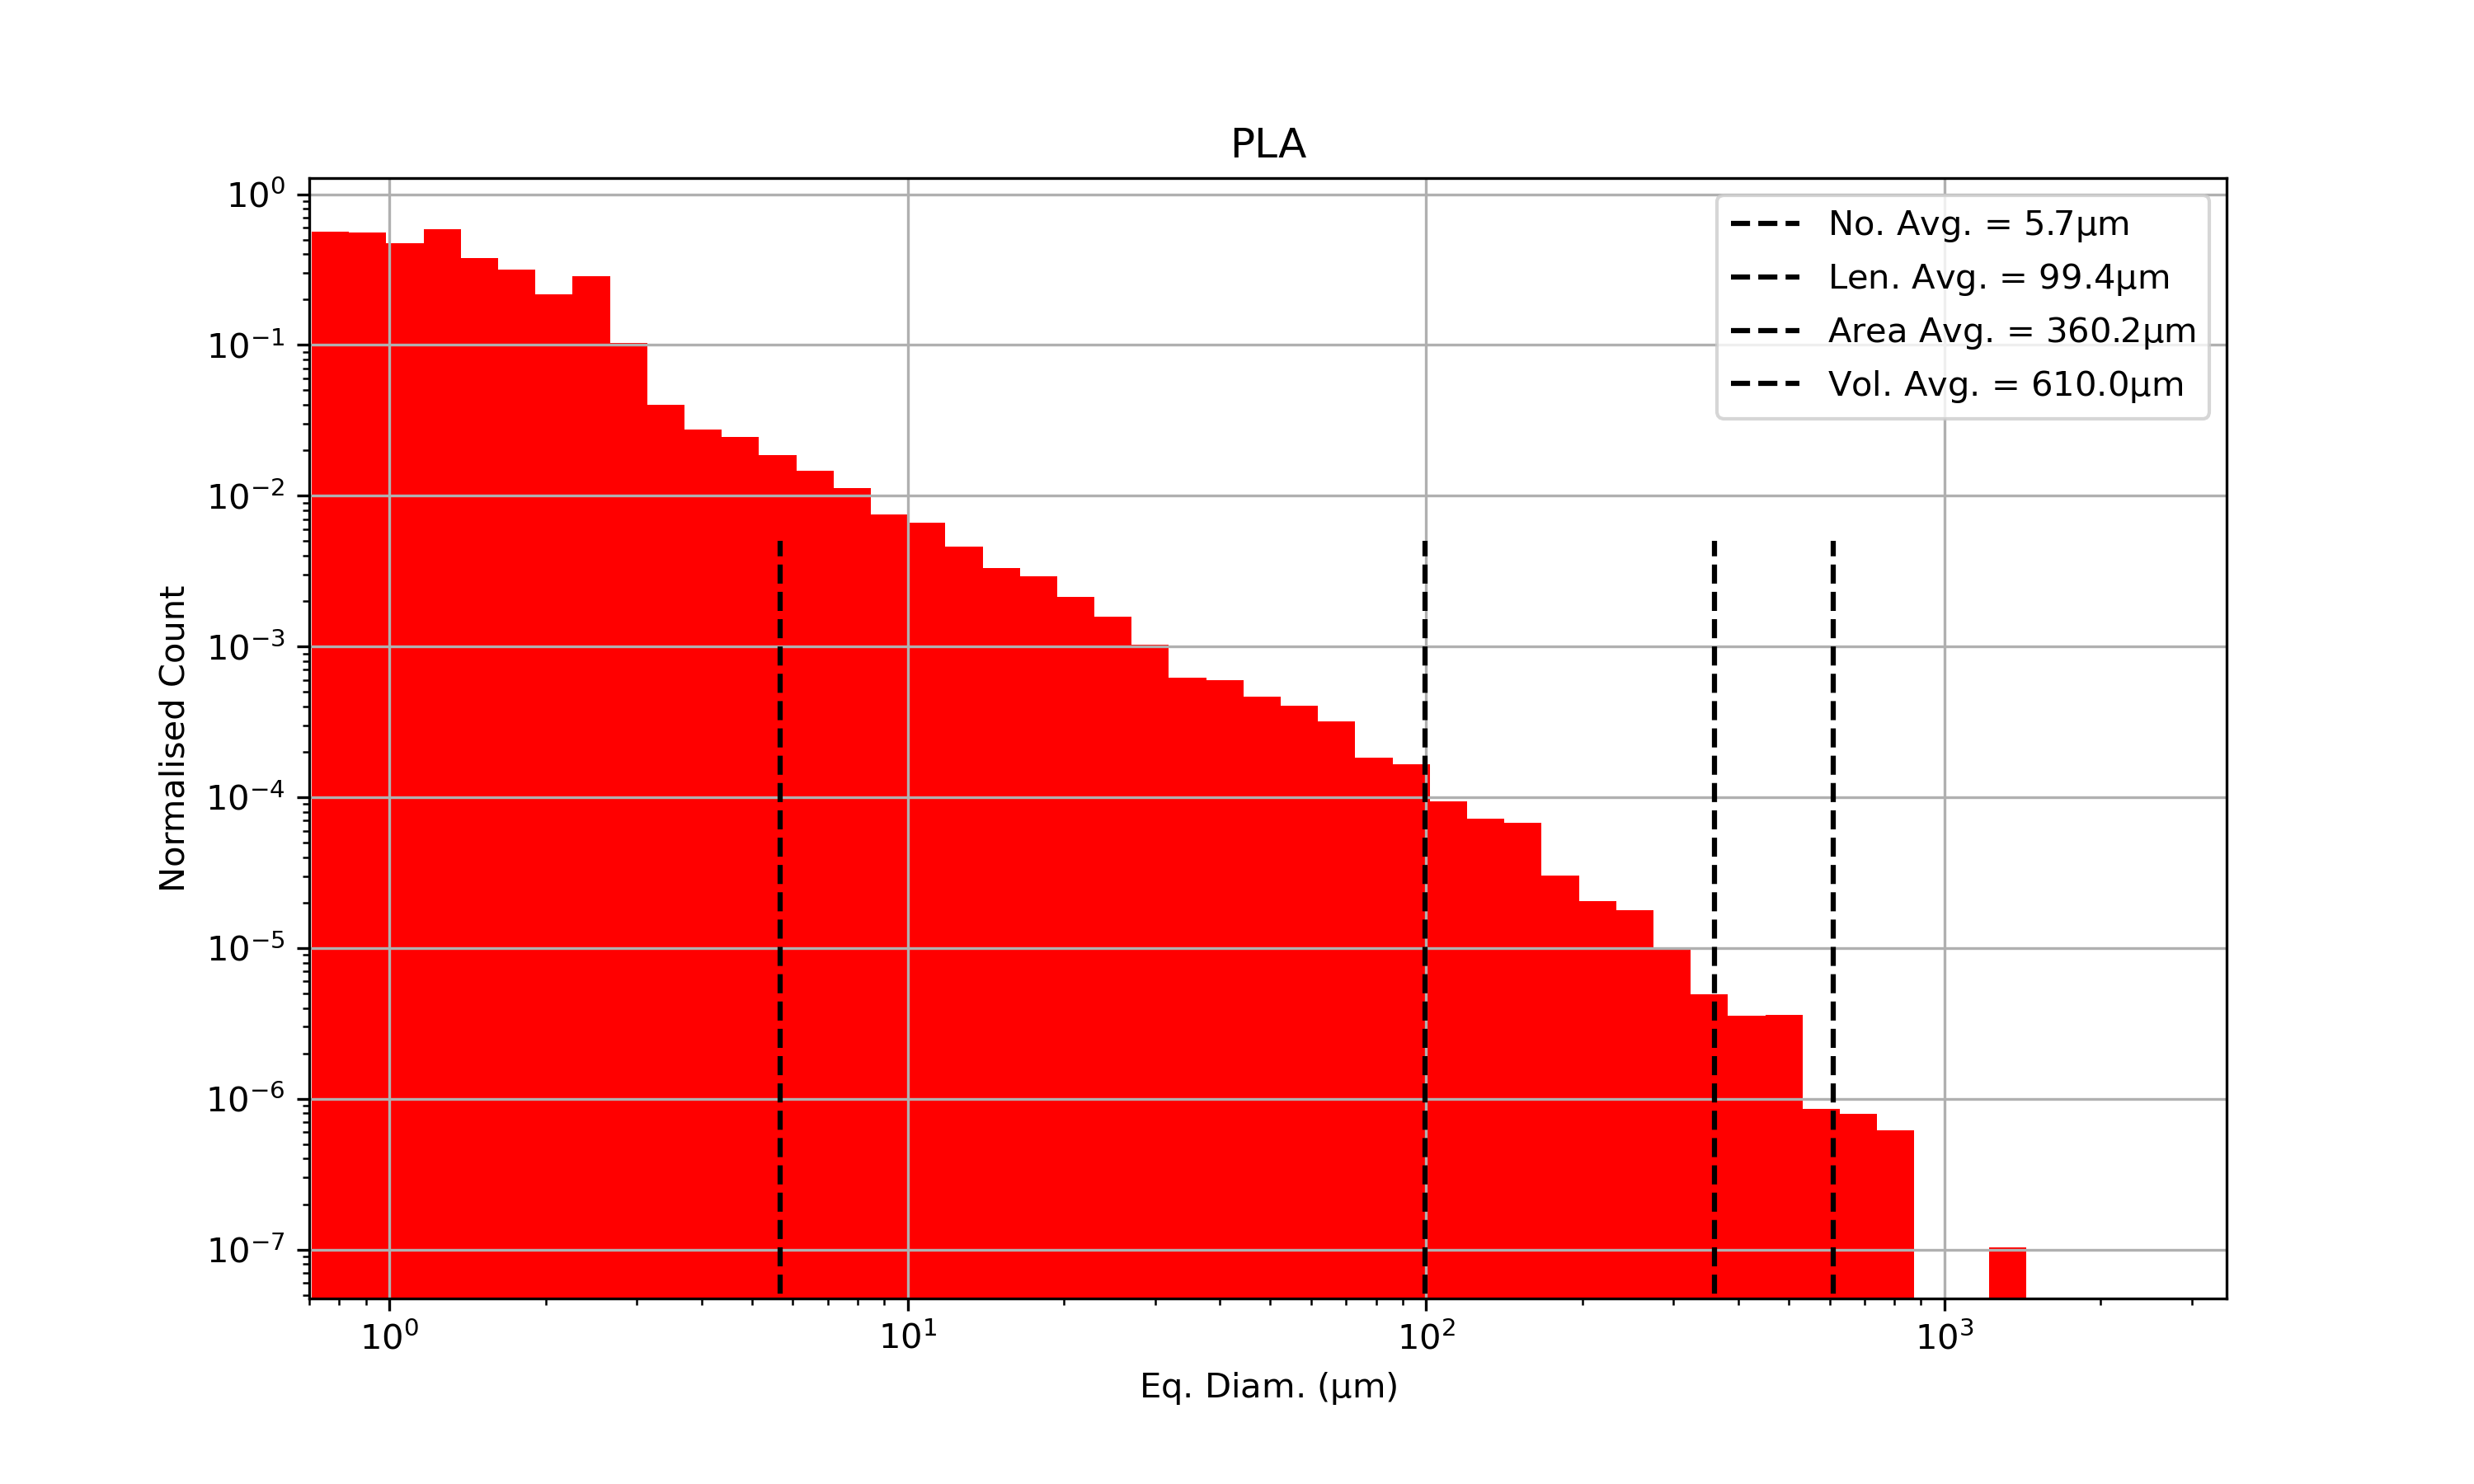 PLA
No. Avg. = 5.7µm
Len. Avg. = 99.4µm
Area Avg. = 360.2µm
Vol. Avg. = 610.0µm
Normalised Count
10⁰
10⁻¹
10⁻²
10⁻³
10⁻⁴
10⁻⁵
10⁻⁶
10⁻⁷
10⁰ 10¹ 10² 10³
Eq. Diam. (µm)